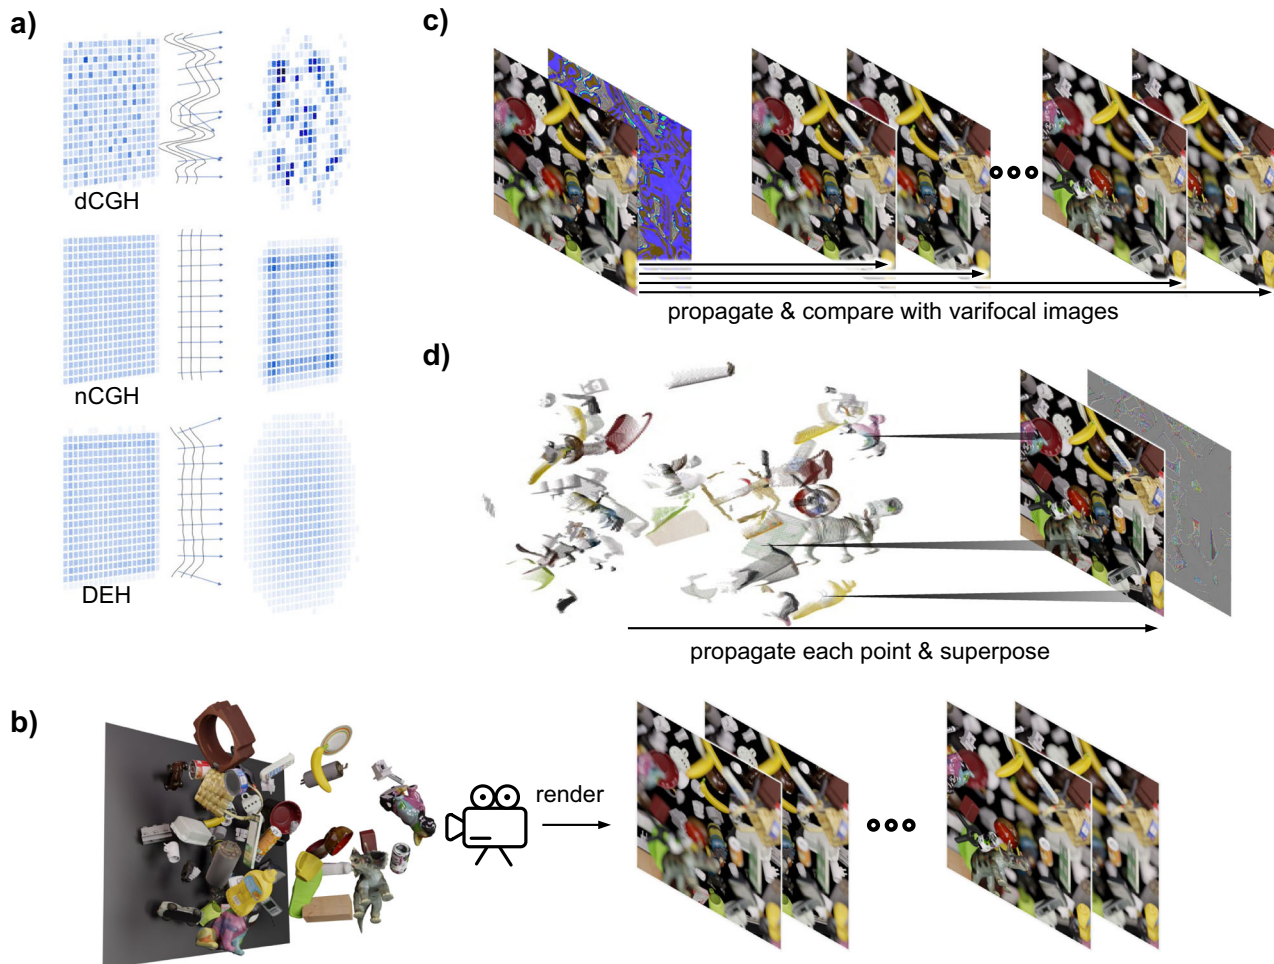 a)
dCGH
nCGH
DEH
b)
render
c)
propagate & compare with varifocal images
d)
propagate each point & superpose